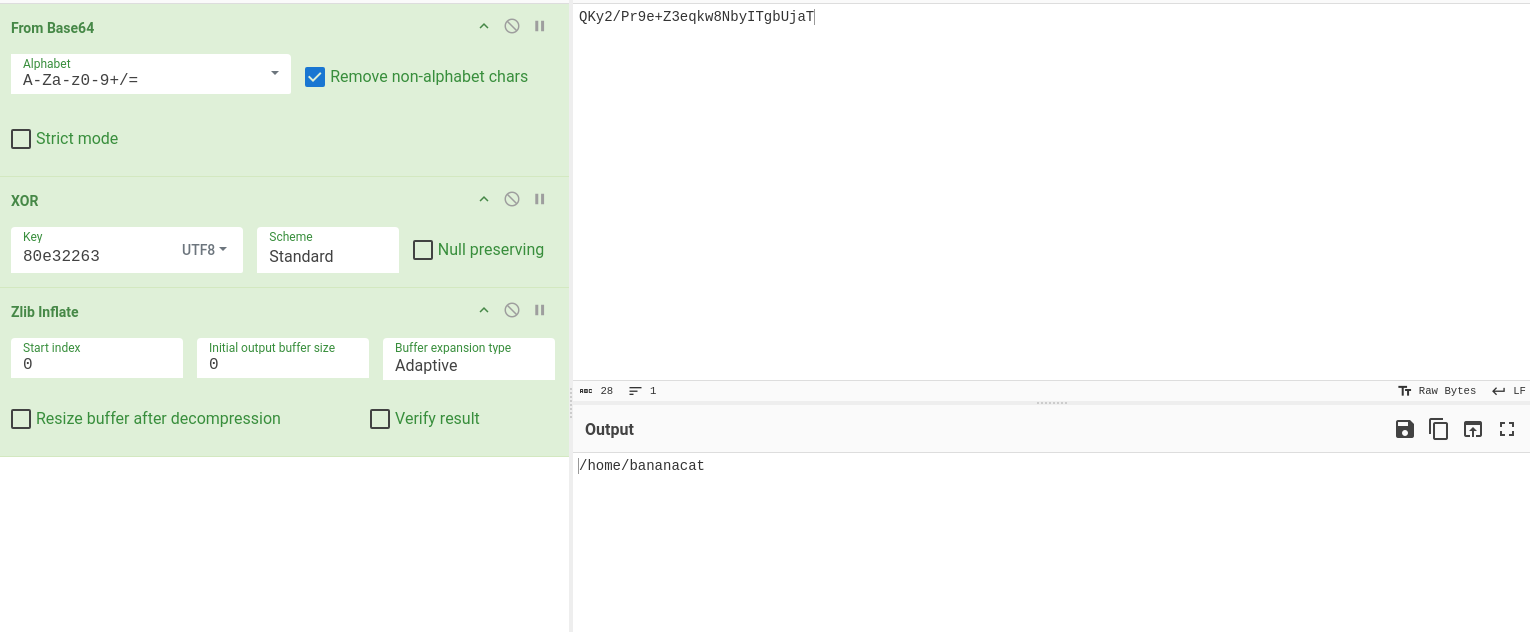 From Base64
Alphabet
A-Za-z0-9+/=
Remove non-alphabet chars
Strict mode
XOR
Key
80e32263
UTF8
Scheme
Standard
Null preserving
Zlib Inflate
Start index
0
Initial output buffer size
0
Buffer expansion type
Adaptive
Resize buffer after decompression
Verify result
QKy2/Pr9e+Z3eqkw8NbyITgbUjaT
ABC 28 1
Raw Bytes LF
Output
/home/bananacat